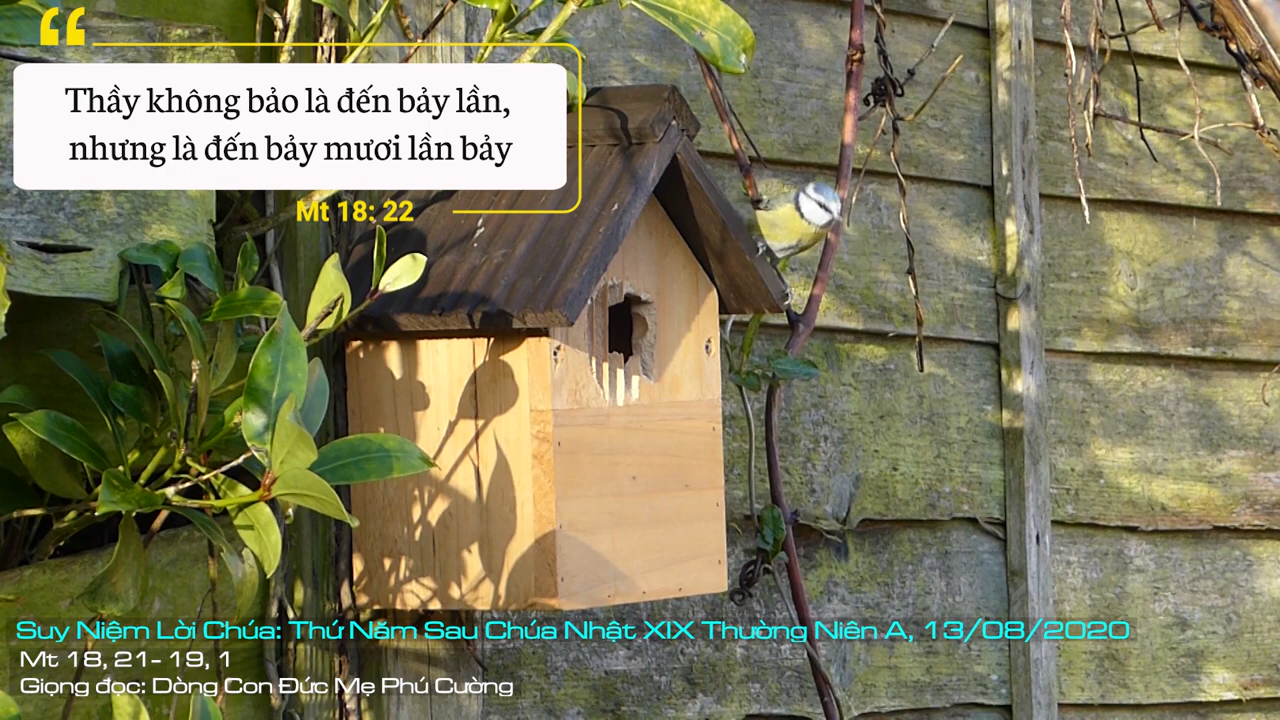 Thầy không bảo là đến bảy lần,
nhưng là đến bảy mươi lần bảy
Mt 18: 22
Suy Niệm Lời Chúa: Thứ Năm Sau Chúa Nhật XIX Thường Niên A, 13/08/2020
Mt 18, 21- 19, 1
Giọng đọc: Dòng Con Đức Mẹ Phú Cường